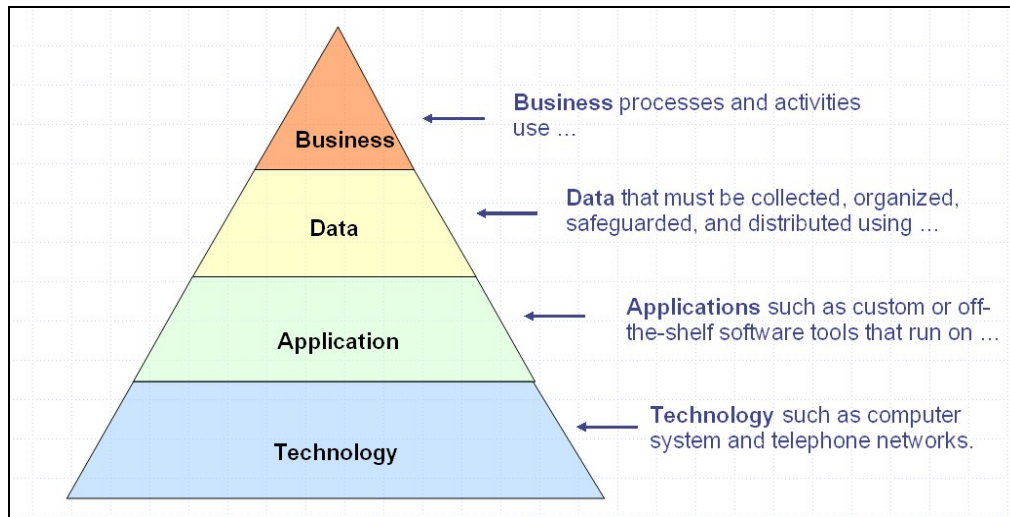 Business
Business processes and activities
use ...
Data
Data that must be collected, organized,
safeguarded, and distributed using ...
Application
Applications such as custom or off-
the-shelf software tools that run on ...
Technology
Technology such as computer
system and telephone networks.